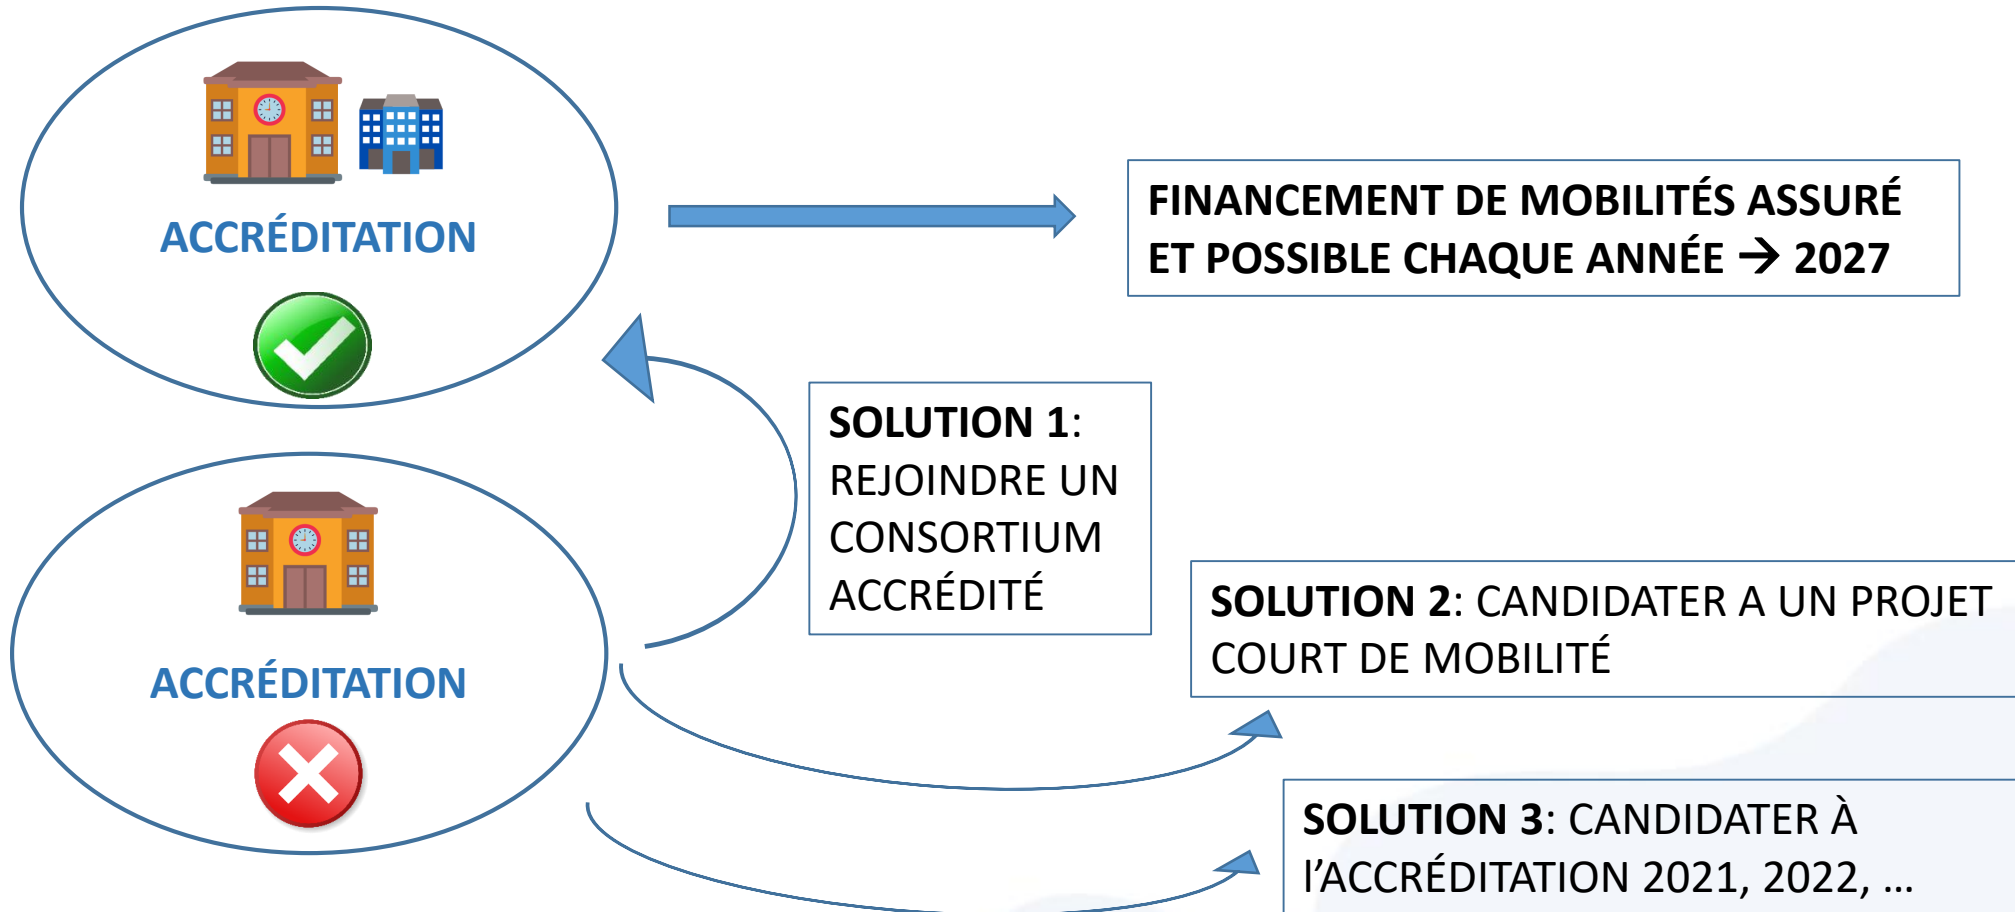 ACCRÉDITATION
FINANCEMENT DE MOBILITÉS ASSURÉ
ET POSSIBLE CHAQUE ANNÉE → 2027
SOLUTION 1:
REJOINDRE UN
CONSORTIUM
ACCRÉDITÉ
ACCRÉDITATION
SOLUTION 2: CANDIDATER A UN PROJET
COURT DE MOBILITÉ
SOLUTION 3: CANDIDATER À
l’ACCRÉDITATION 2021, 2022, …